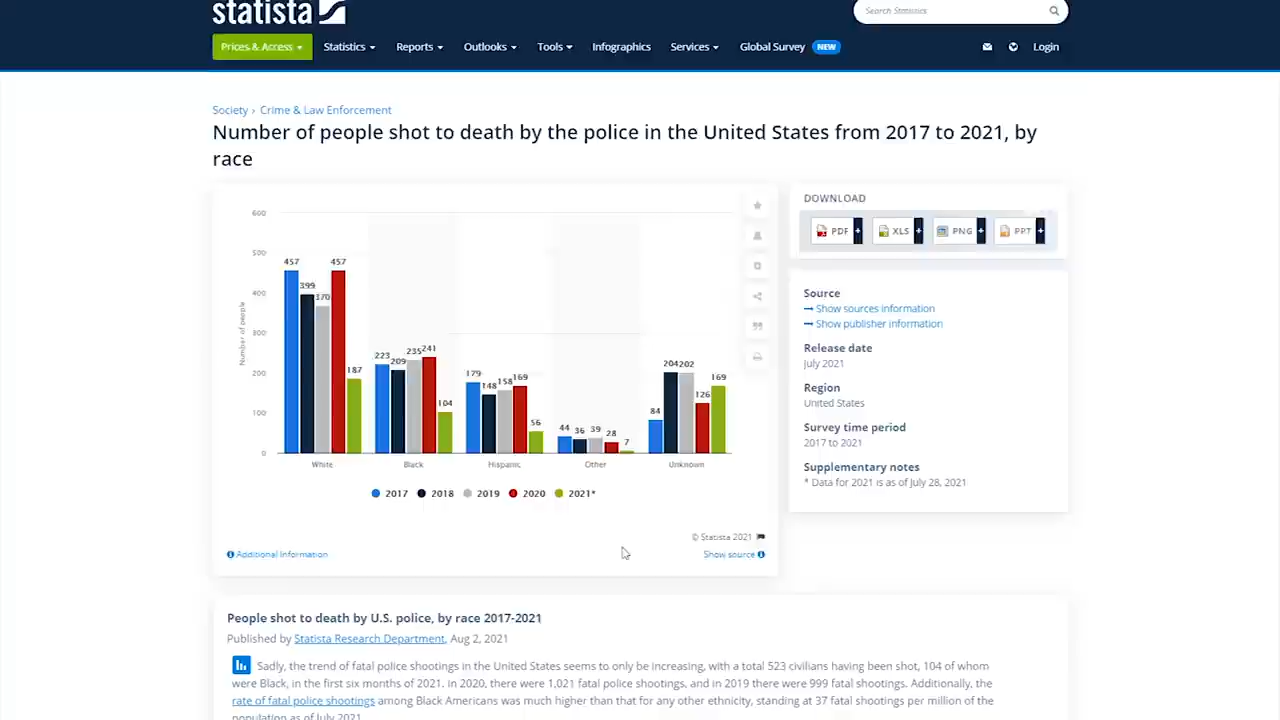 statista
Search Statistics
Prices & Access Statistics Reports Outlooks Tools Infographics Services Global Survey NEW Login
Society › Crime & Law Enforcement
Number of people shot to death by the police in the United States from 2017 to 2021, by
race
600
500
400
300
200
100
0
Number of people
457 399 370 457 187
223 209 235 241 104
179 148 158 169 56
44 36 39 28 7
84 204 202 126 169
White Black Hispanic Other Unknown
2017 2018 2019 2020 2021*
© Statista 2021
Additional Information Show source
DOWNLOAD
PDF + XLS + PNG + PPT +
Source
Show sources information
Show publisher information
Release date
July 2021
Region
United States
Survey time period
2017 to 2021
Supplementary notes
* Data for 2021 is as of July 28, 2021
People shot to death by U.S. police, by race 2017-2021
Published by Statista Research Department, Aug 2, 2021
Sadly, the trend of fatal police shootings in the United States seems to only be increasing, with a total 523 civilians having been shot, 104 of whom
were Black, in the first six months of 2021. In 2020, there were 1,021 fatal police shootings, and in 2019 there were 999 fatal shootings. Additionally, the
rate of fatal police shootings among Black Americans was much higher than that for any other ethnicity, standing at 37 fatal shootings per million of the
population as of July 2021.